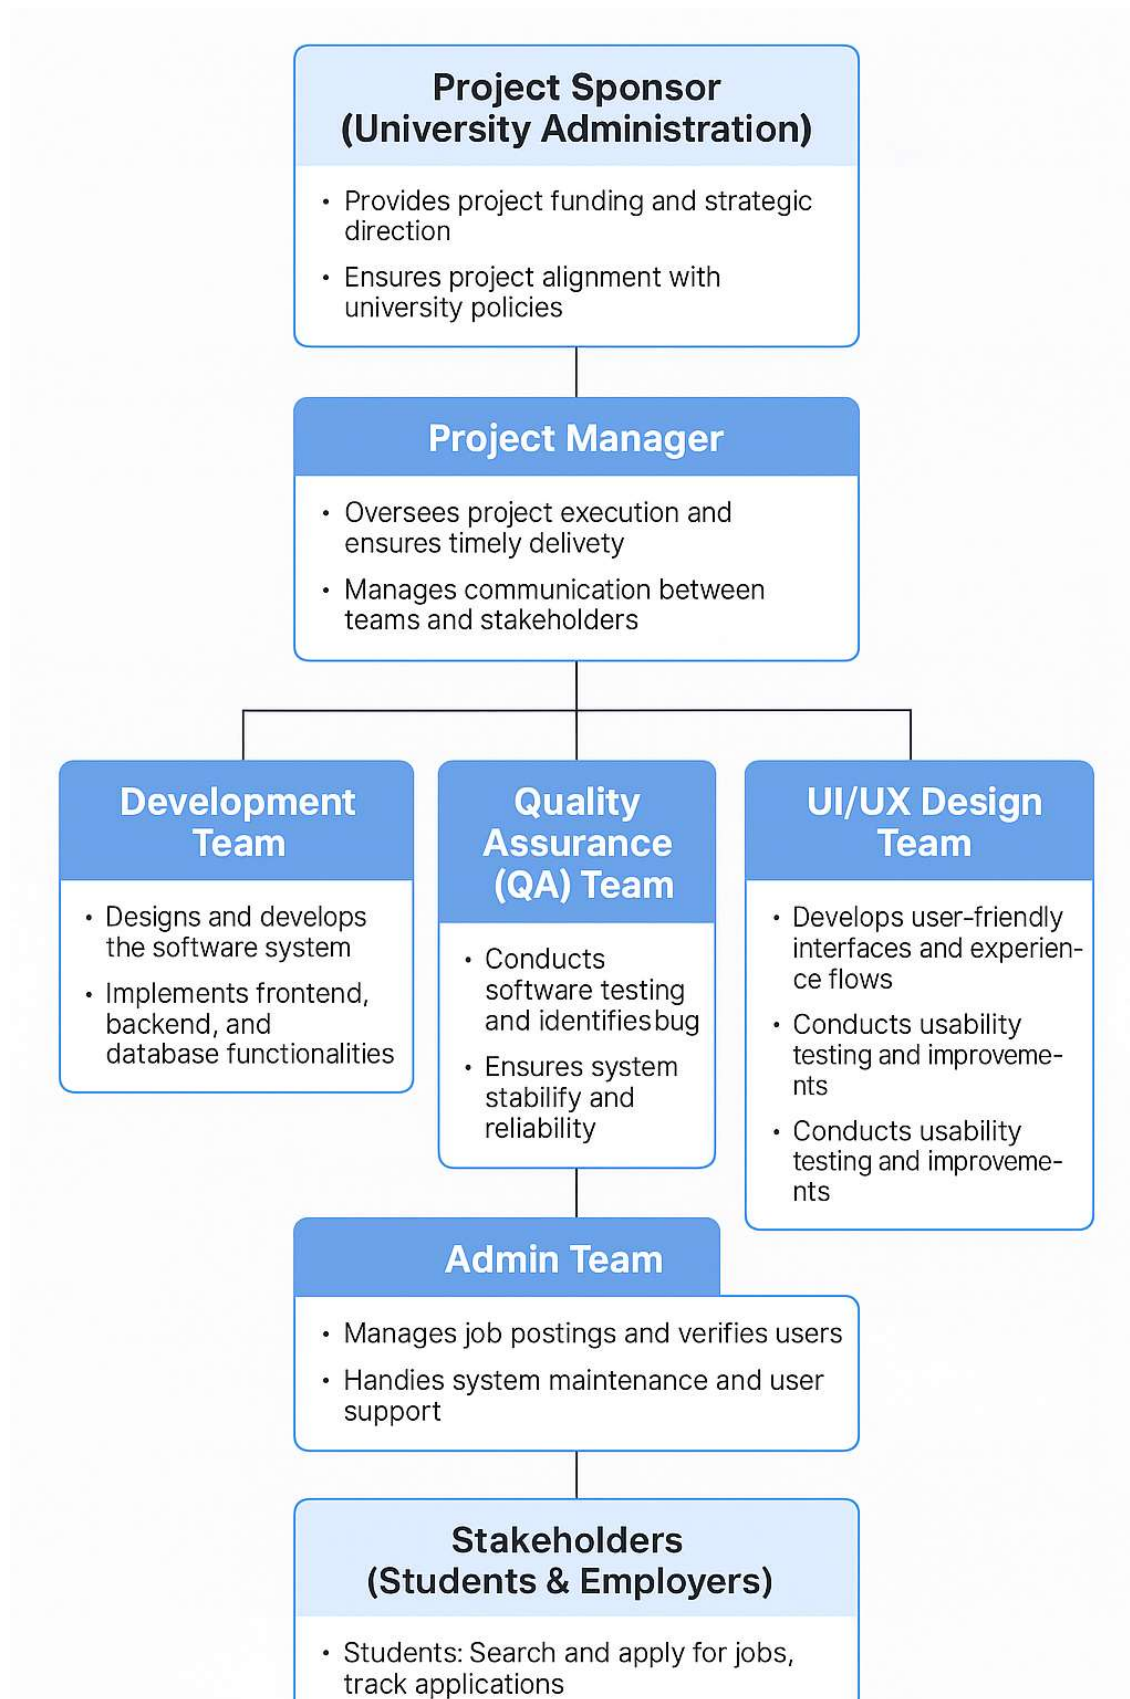 Project Sponsor
(University Administration)
• Provides project funding and strategic
direction
• Ensures project alignment with
university policies
Project Manager
• Oversees project execution and
ensures timely delivety
• Manages communication between
teams and stakeholders
Development
Team
• Designs and develops
the software system
• Implements frontend,
backend, and
database functionalities
Quality
Assurance
(QA) Team
• Conducts
software testing
and identifies bug
• Ensures system
stabilify and
reliability
UI/UX Design
Team
• Develops user-friendly
interfaces and experien-
ce flows
• Conducts usability
testing and improveme-
nts
• Conducts usability
testing and improveme-
nts
Admin Team
• Manages job postings and verifies users
• Handies system maintenance and user
support
Stakeholders
(Students & Employers)
• Students: Search and apply for jobs,
track applications